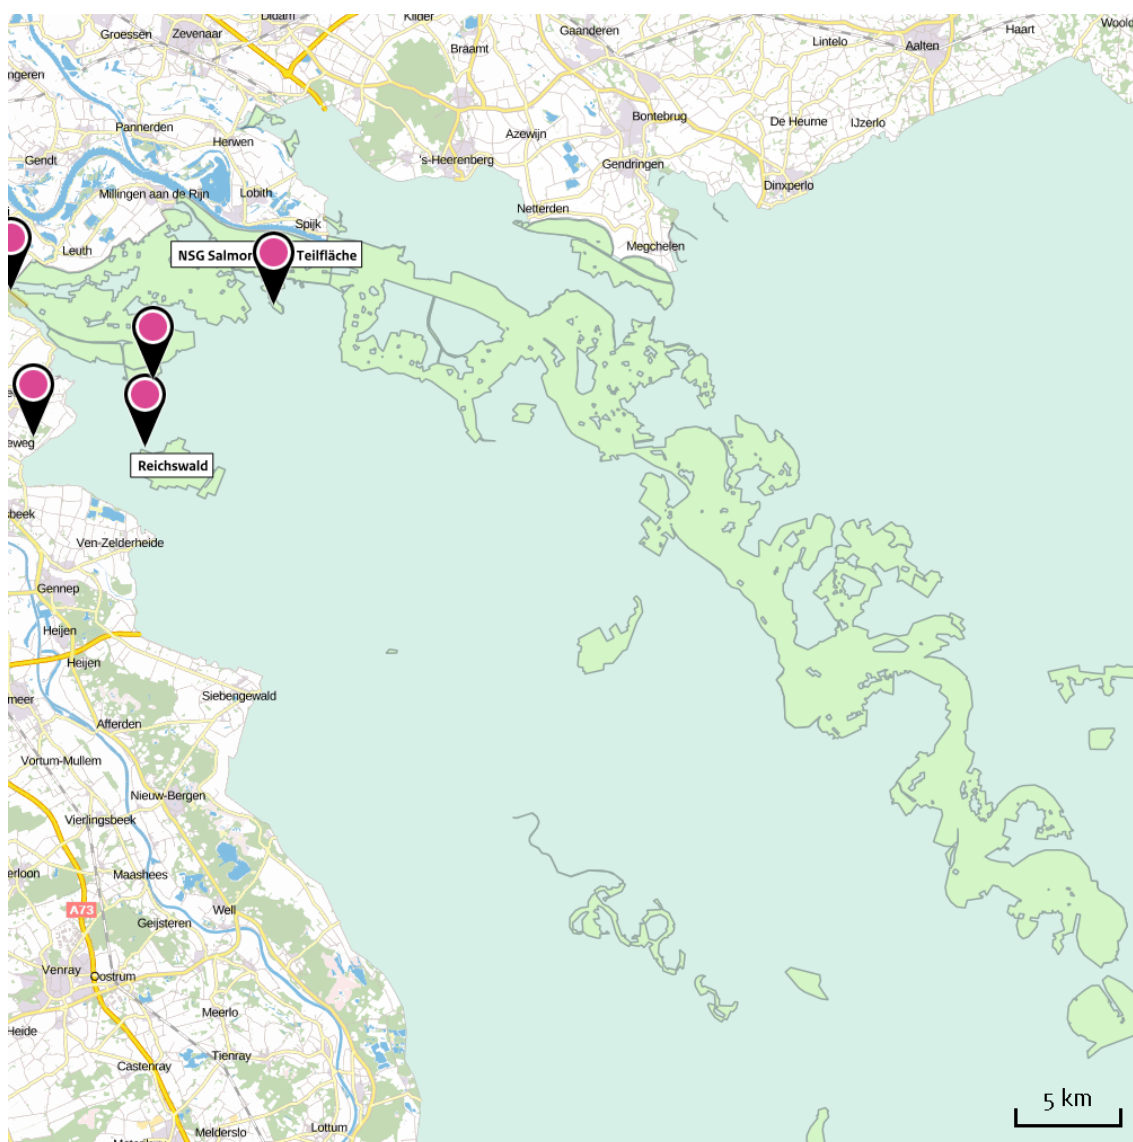 Didam
Kilder
Groessen
Zevenaar
Gaanderen
Braamt
Lintelo
Aalten
Haart
Woold
ngeren
Pannerden
Herwen
Azewijn
Bontebrug
De Heurne
IJzerlo
Gendt
's-Heerenberg
Gendringen
Millingen aan de Rijn
Lobith
Dinxperlo
Netterden
Spijk
Leuth
Megchelen
NSG Salmor
Teilfläche
eweg
Reichswald
sbeek
Ven-Zelderheide
Gennep
Heijen
Heijen
meer
Siebengewald
Afferden
Vortum-Mullem
Nieuw-Bergen
Vierlingsbeek
erloon
Maashees
A73
Well
Geijsteren
Venray
Oostrum
Meerlo
Heide
Tienray
Castenray
5 km
Lottum
Melderslo